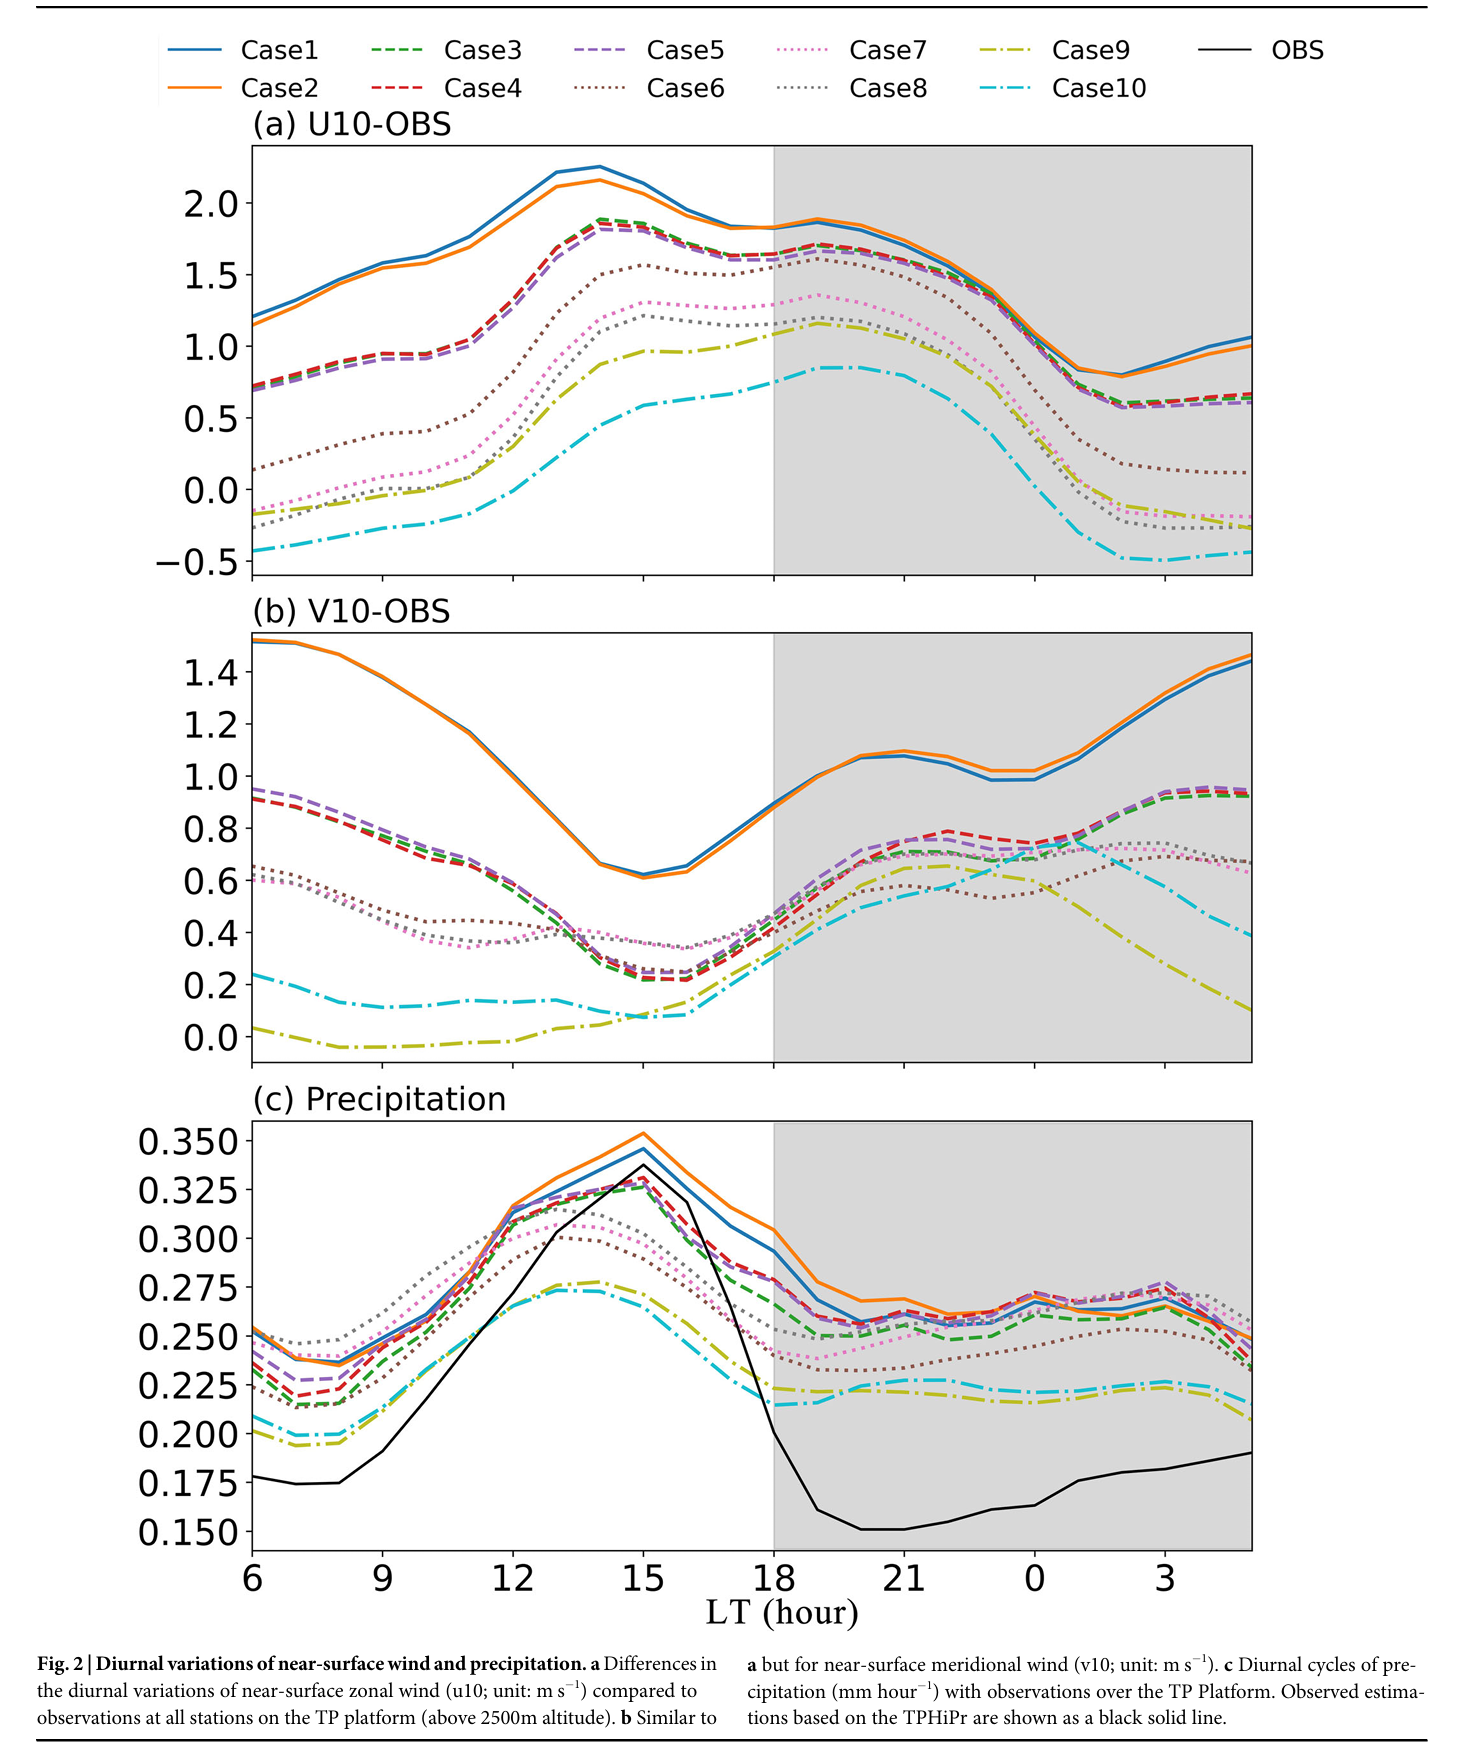 Case1 Case3 Case5 Case7 Case9 OBS
Case2 Case4 Case6 Case8 Case10
(a) U10-OBS
2.0
1.5
1.0
0.5
0.0
−0.5
(b) V10-OBS
1.4
1.2
1.0
0.8
0.6
0.4
0.2
0.0
(c) Precipitation
0.350
0.325
0.300
0.275
0.250
0.225
0.200
0.175
0.150
6 9 12 15 18 21 0 3
LT (hour)
Fig. 2 | Diurnal variations of near-surface wind and precipitation. a Differences in
the diurnal variations of near-surface zonal wind (u10; unit: m s⁻¹) compared to
observations at all stations on the TP platform (above 2500m altitude). b Similar to
a but for near-surface meridional wind (v10; unit: m s⁻¹). c Diurnal cycles of pre-
cipitation (mm hour⁻¹) with observations over the TP Platform. Observed estima-
tions based on the TPHiPr are shown as a black solid line.